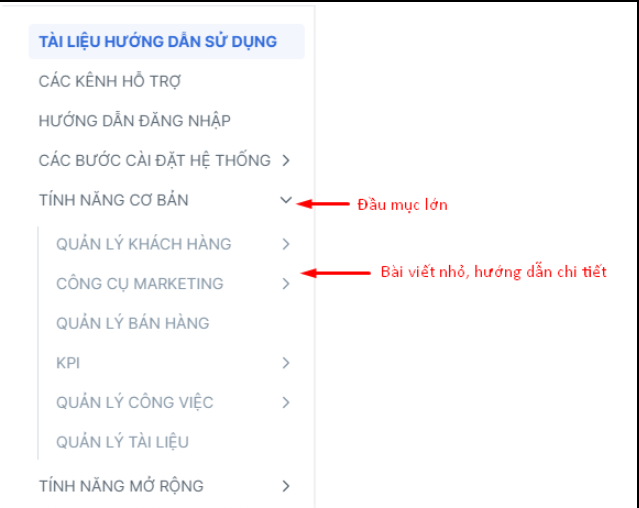 TÀI LIỆU HƯỚNG DẪN SỬ DỤNG
CÁC KÊNH HỖ TRỢ
HƯỚNG DẪN ĐĂNG NHẬP
CÁC BƯỚC CÀI ĐẶT HỆ THỐNG
TÍNH NĂNG CƠ BẢN
Đầu mục lớn
QUẢN LÝ KHÁCH HÀNG
Bài viết nhỏ, hướng dẫn chi tiết
CÔNG CỤ MARKETING
QUẢN LÝ BÁN HÀNG
KPI
QUẢN LÝ CÔNG VIỆC
QUẢN LÝ TÀI LIỆU
TÍNH NĂNG MỞ RỘNG